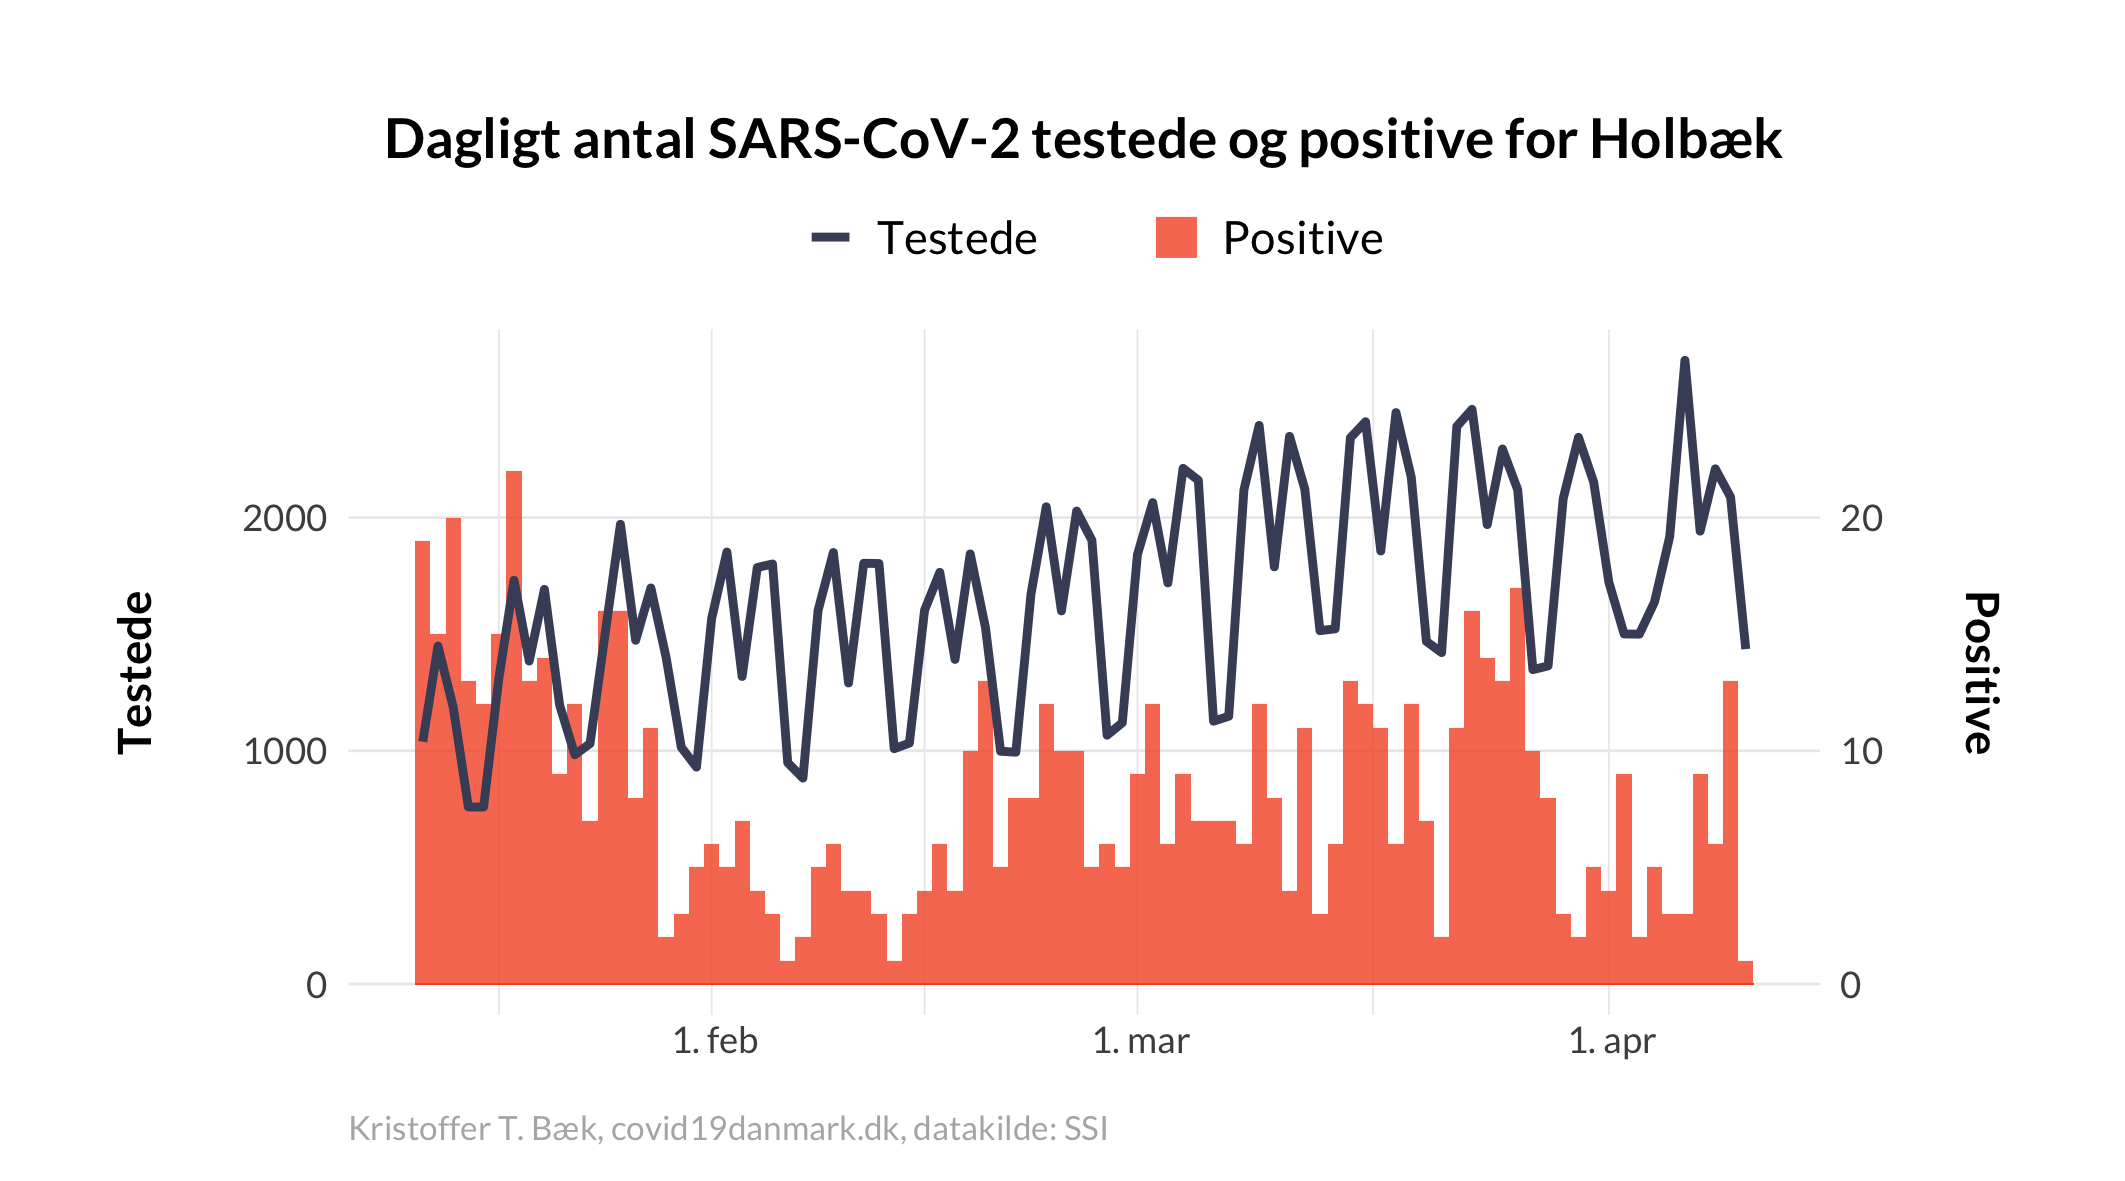 Dagligt antal SARS-CoV-2 testede og positive for Holbæk
Testede
Positive
2000
1000
0
Testede
20
10
0
Positive
1. feb
1. mar
1. apr
Kristoffer T. Bæk, covid19danmark.dk, datakilde: SSI